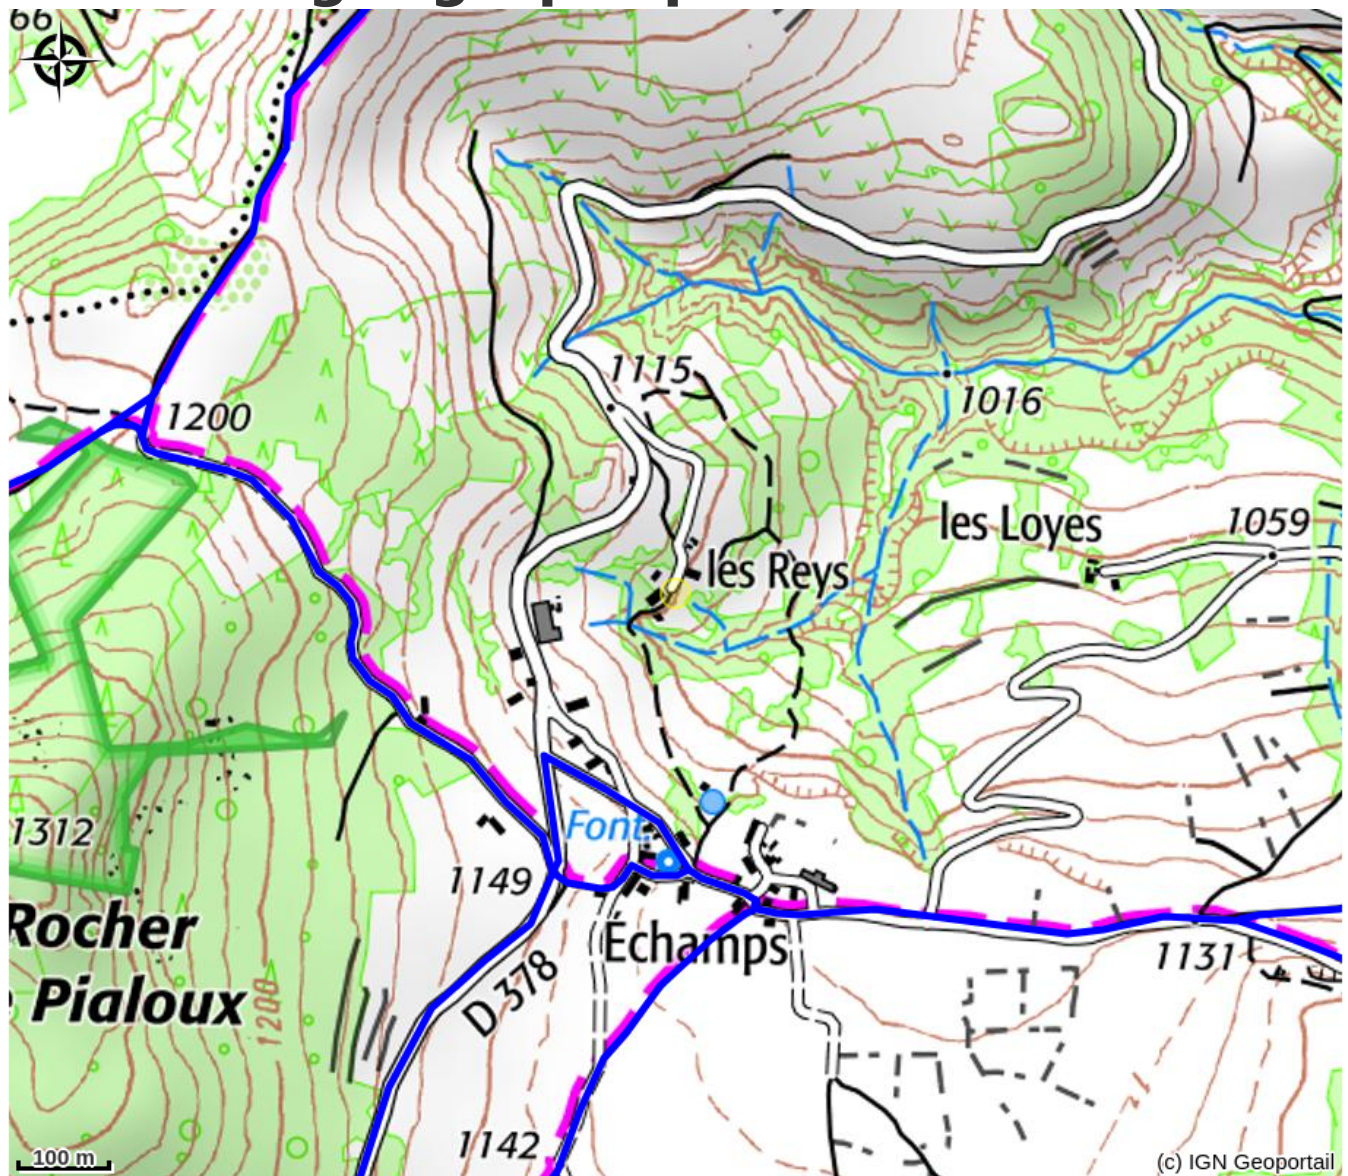 66
1115
1200
1016
les Loyes
1059
les Reys
Font.
1312
1149
Rocher
Pialoux
Échamps
1131
D 378
1200
1142
100 m
(c) IGN Geoportail